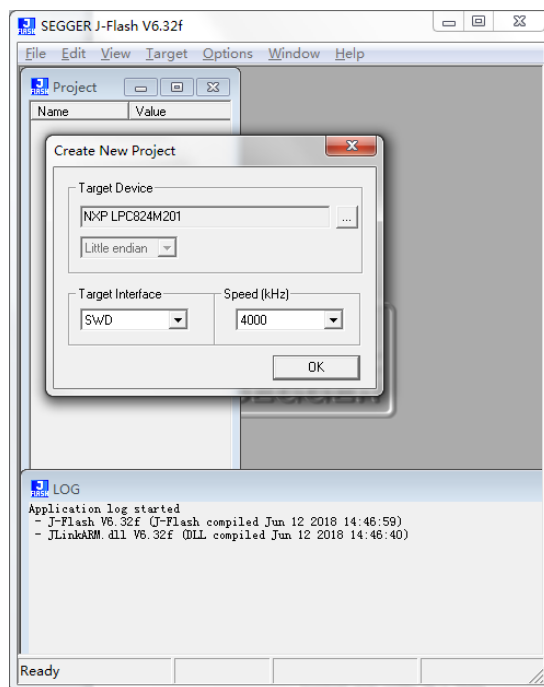 SEGGER J-Flash V6.32f
File Edit View Target Options Window Help
Project
Name Value
Create New Project
Target Device
NXP LPC824M201
...
Little endian
Target Interface
Speed (kHz)
SWD
4000
OK
SEGGER
LOG
Application log started
- J-Flash V6.32f (J-Flash compiled Jun 12 2018 14:46:59)
- JLinkARM.dll V6.32f (DLL compiled Jun 12 2018 14:46:40)
Ready